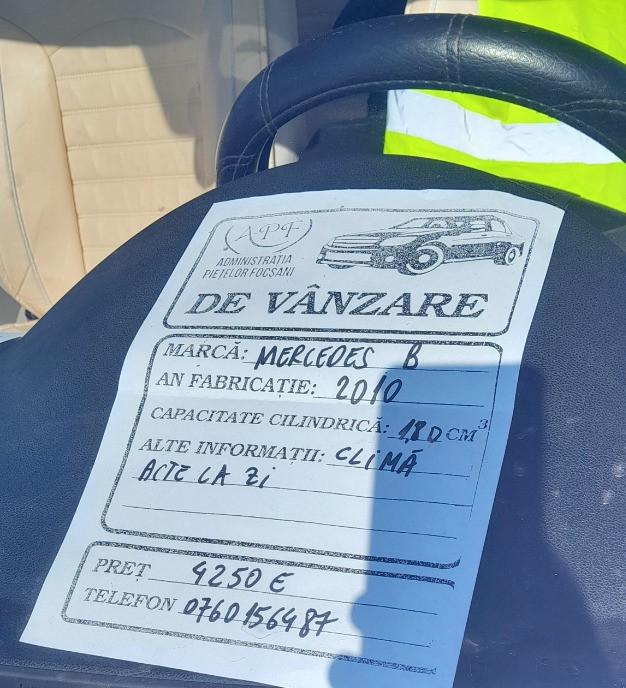 APF
ADMINISTRAȚIA
PIEȚELOR FOCȘANI
DE VÂNZARE
MARCĂ: MERCEDES B
AN FABRICAȚIE: 2010
CAPACITATE CILINDRICĂ: 1,8 D CM³
ALTE INFORMAȚII: CLIMĂ
ACTE LA ZI
PREȚ 4250 €
TELEFON 0760156487